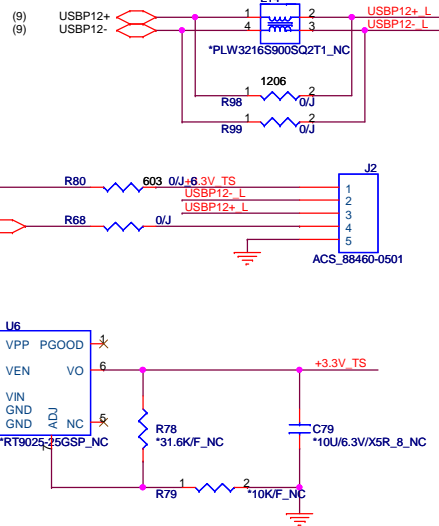 (9) USBP12+ 1 2 USBP12+_L
(9) USBP12- 4 3 USBP12-_L
*PLW3216S900SQ2T1_NC
1206
1 2
R98 0/J
1 2
R99 0/J
J2
R80 603 0/J_6 +3.3V_TS 1
USBP12-_L 2
USBP12+_L 3
R68 0/J 4
5
ACS_88460-0501
U6
VPP PGOOD 1
VEN VO 6 +3.3V_TS
VIN
GND
GND ADJ NC 5
*RT9025-25GSP_NC
7
R78
*31.6K/F_NC
C79
*10U/6.3V/X5R_8_NC
R79 1 2 *10K/F_NC